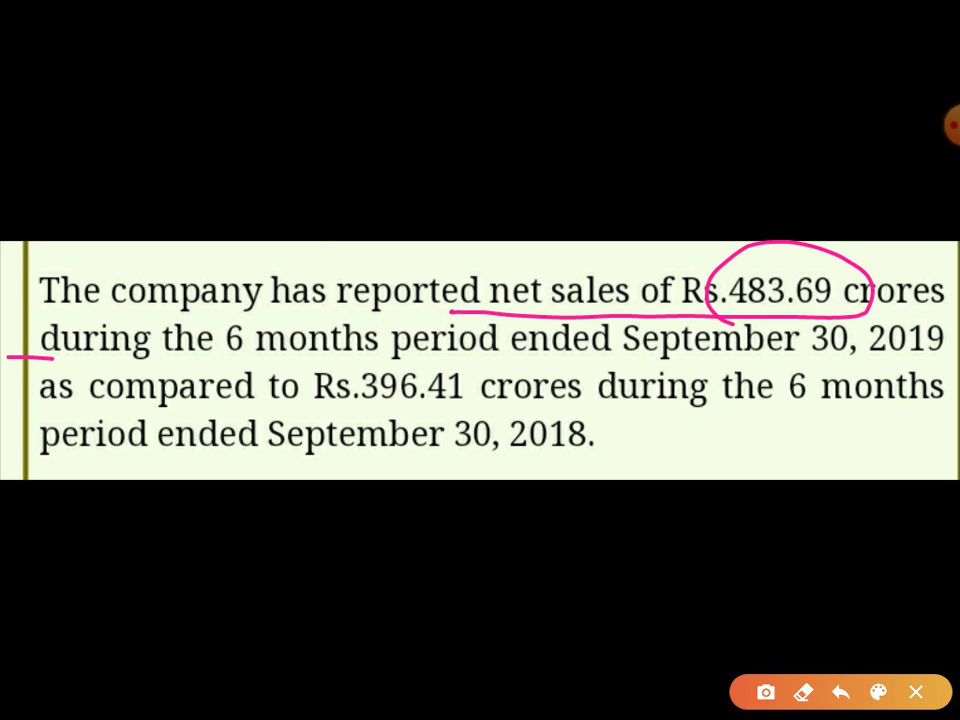 The company has reported net sales of Rs.483.69 crores
during the 6 months period ended September 30, 2019
as compared to Rs.396.41 crores during the 6 months
period ended September 30, 2018.